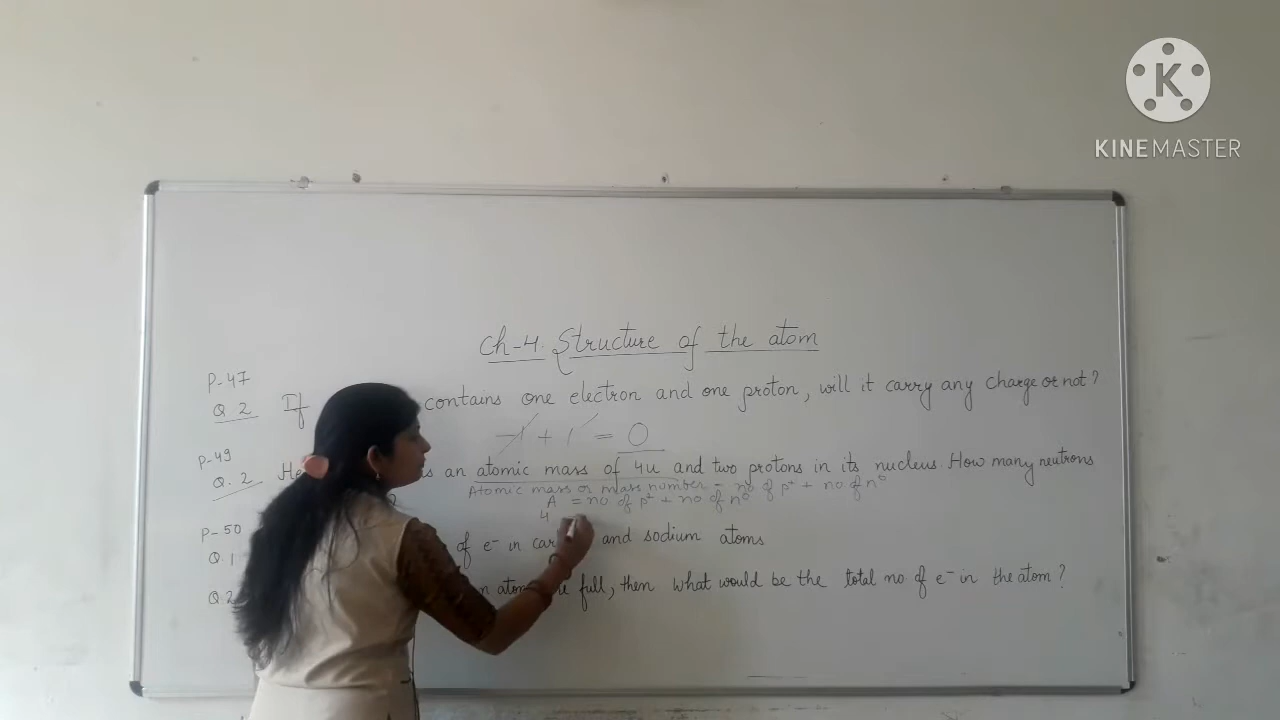 KINEMASTER
Ch-4. Structure of the atom
P-47
Q.2 If contains one electron and one proton, will it carry any charge or not?
-1 + 1 = 0
P-49
Q.2 He s an atomic mass of 4u and two protons in its nucleus. How many neutrons
Atomic mass or mass number = no of p+ + no of n⁰
A = no of p+ + no of n⁰
4
P-50
Q.1 of e⁻ in car and sodium atoms
Q.2 n atom re full, then what would be the total no. of e⁻ in the atom?